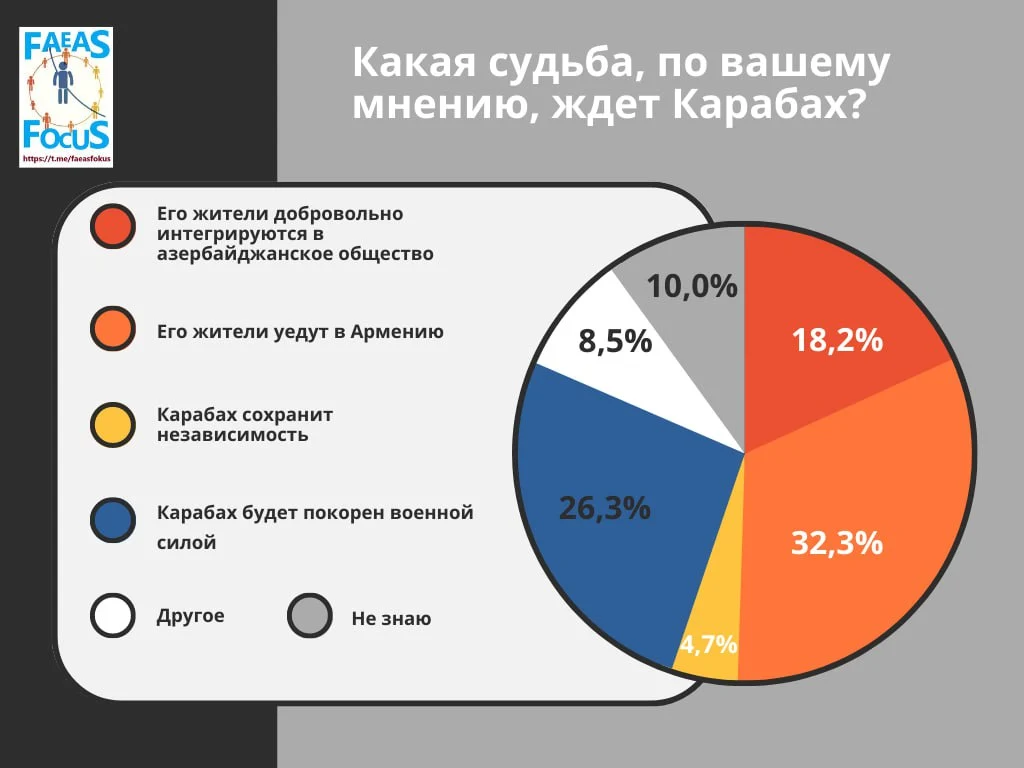 FAEAS
FOCUS
https://t.me/faeasfokus
Какая судьба, по вашему
мнению, ждет Карабах?
Его жители добровольно
интегрируются в
азербайджанское общество
Его жители уедут в Армению
Карабах сохранит
независимость
Карабах будет покорен военной
силой
Другое
Не знаю
10,0%
18,2%
8,5%
26,3%
32,3%
4,7%